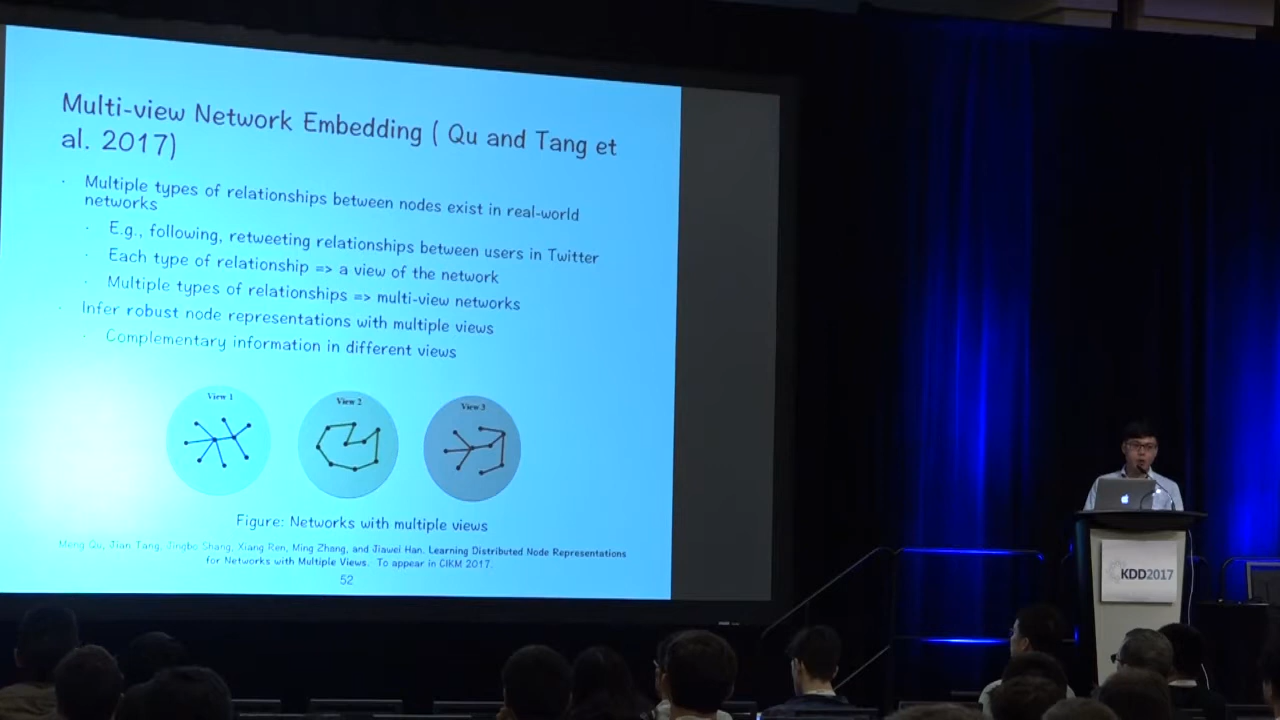 Multi-view Network Embedding ( Qu and Tang et
al. 2017)
· Multiple types of relationships between nodes exist in real-world
networks
· E.g., following, retweeting relationships between users in Twitter
· Each type of relationship => a view of the network
· Multiple types of relationships => multi-view networks
· Infer robust node representations with multiple views
· Complementary information in different views
View 1
View 2
View 3
Figure: Networks with multiple views
Meng Qu, Jian Tang, Jingbo Shang, Xiang Ren, Ming Zhang, and Jiawei Han. Learning Distributed Node Representations
for Networks with Multiple Views. To appear in CIKM 2017.
52
KDD2017